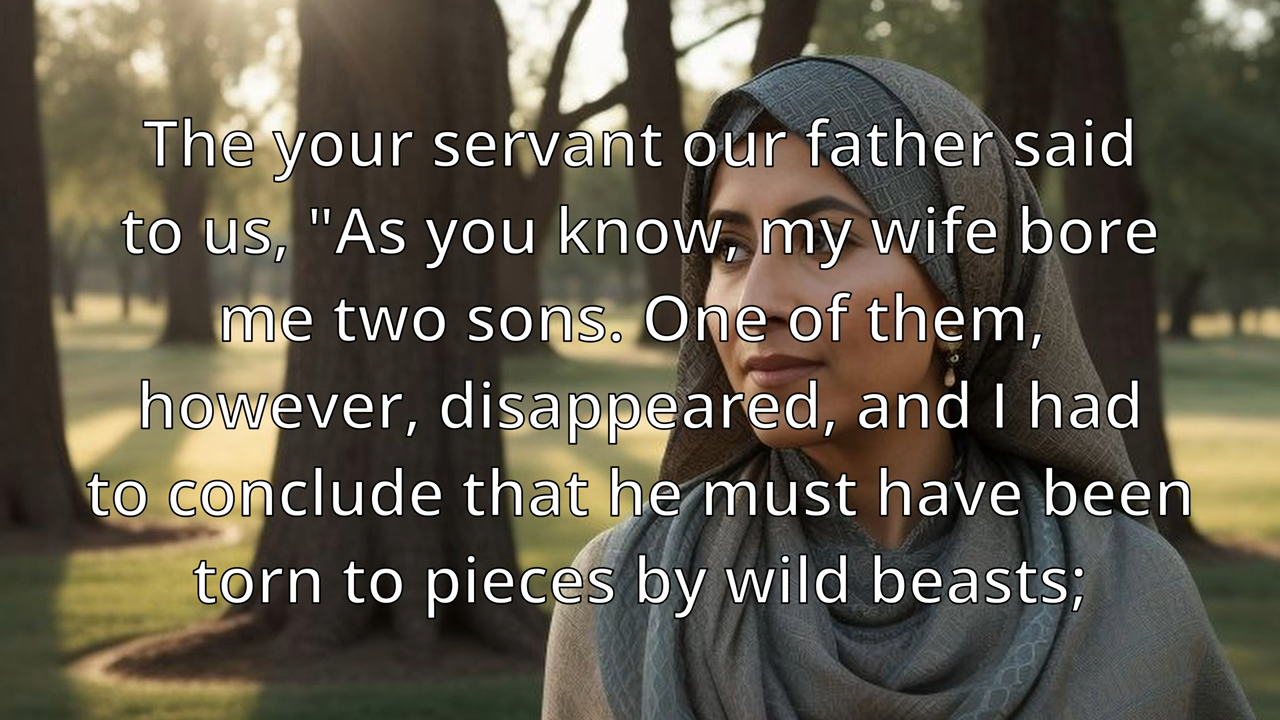 The your servant our father said
to us, "As you know, my wife bore
me two sons. One of them,
however, disappeared, and I had
to conclude that he must have been
torn to pieces by wild beasts;